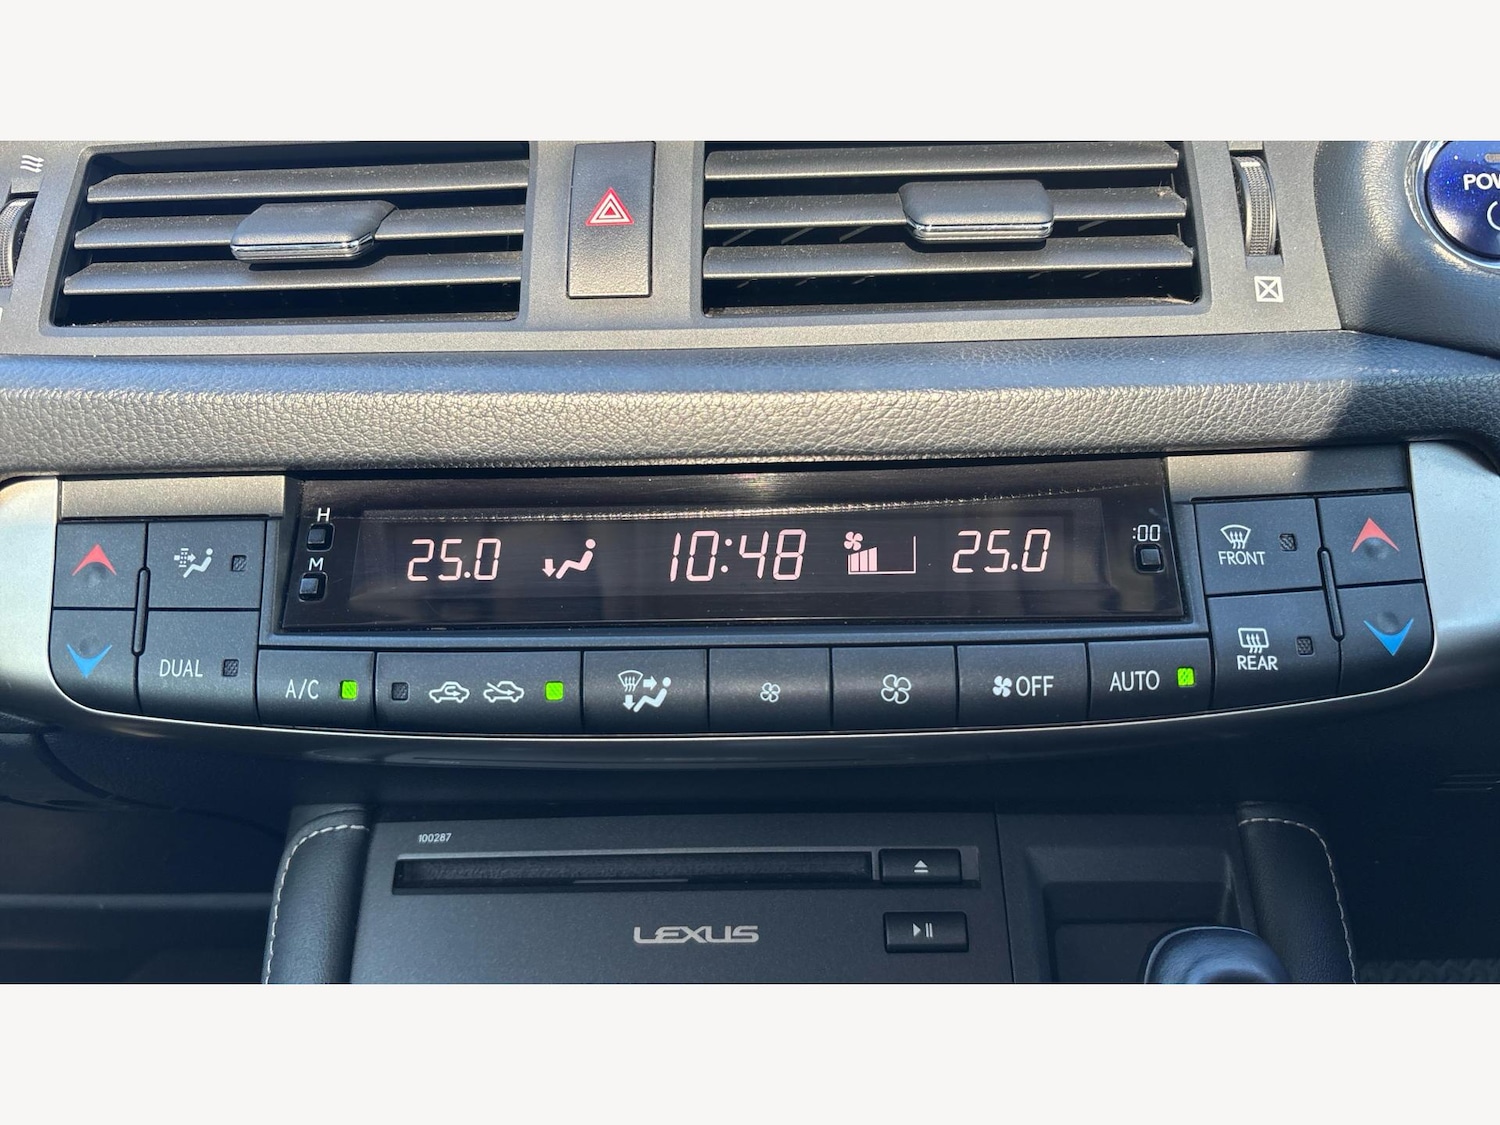 POW
H
M
25.0 10:48 25.0
:00
FRONT
DUAL
REAR
A/C
OFF
AUTO
100287
LEXUS